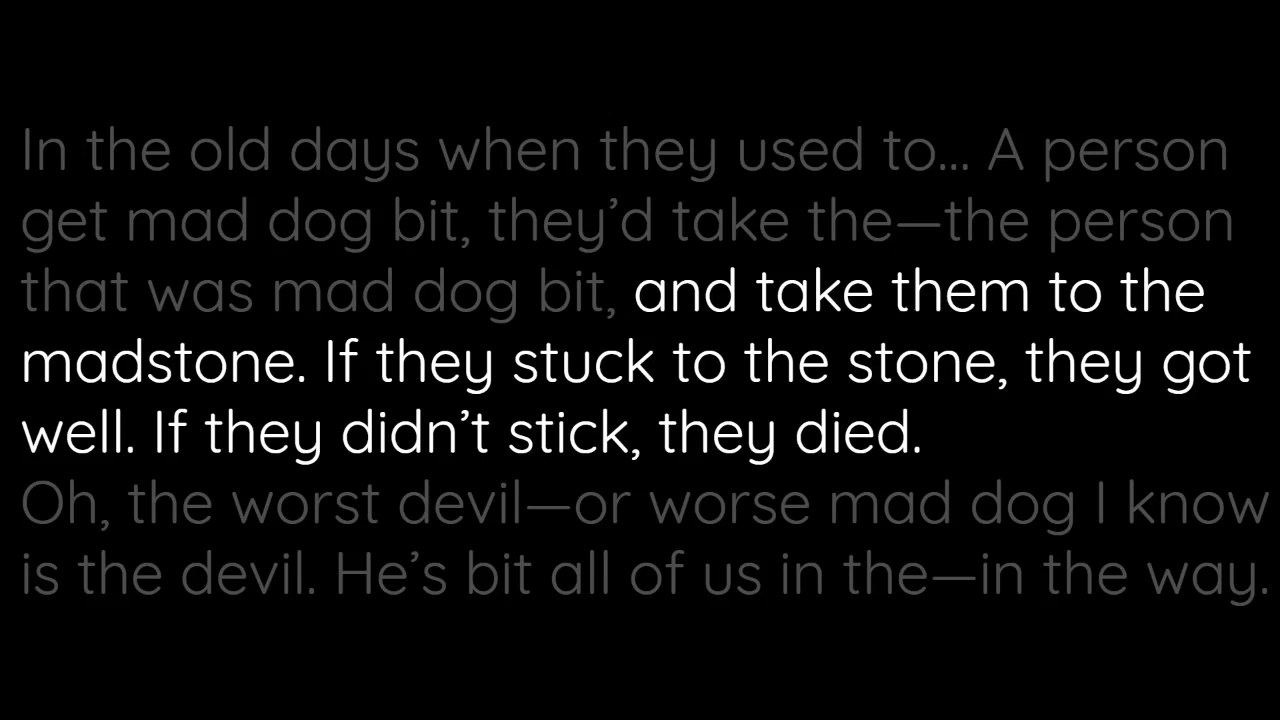 In the old days when they used to... A person
get mad dog bit, they’d take the—the person
that was mad dog bit, and take them to the
madstone. If they stuck to the stone, they got
well. If they didn’t stick, they died.
Oh, the worst devil—or worse mad dog I know
is the devil. He’s bit all of us in the—in the way.